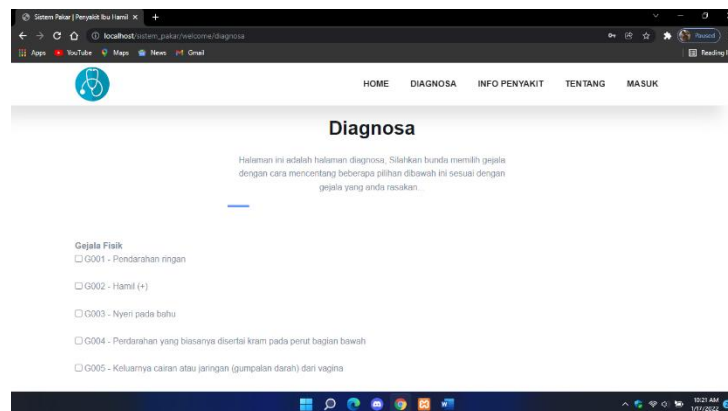 Sistem Pakar | Penyakit Ibu Hamil
localhost/sistem_pakar/welcome/diagnosa
Paused
Apps YouTube Maps News Gmail
Reading
HOME DIAGNOSA INFO PENYAKIT TENTANG MASUK
Diagnosa
Halaman ini adalah halaman diagnosa, Silahkan bunda memilih gejala
dengan cara mencentang beberapa pilihan dibawah ini sesuai dengan
gejala yang anda rasakan.
Gejala Fisik
G001 - Pendarahan ringan
G002 - Hamil (+)
G003 - Nyeri pada bahu
G004 - Perdarahan yang biasanya disertai kram pada perut bagian bawah
G005 - Keluarnya cairan atau jaringan (gumpalan darah) dari vagina
10:21 AM
1/17/2022